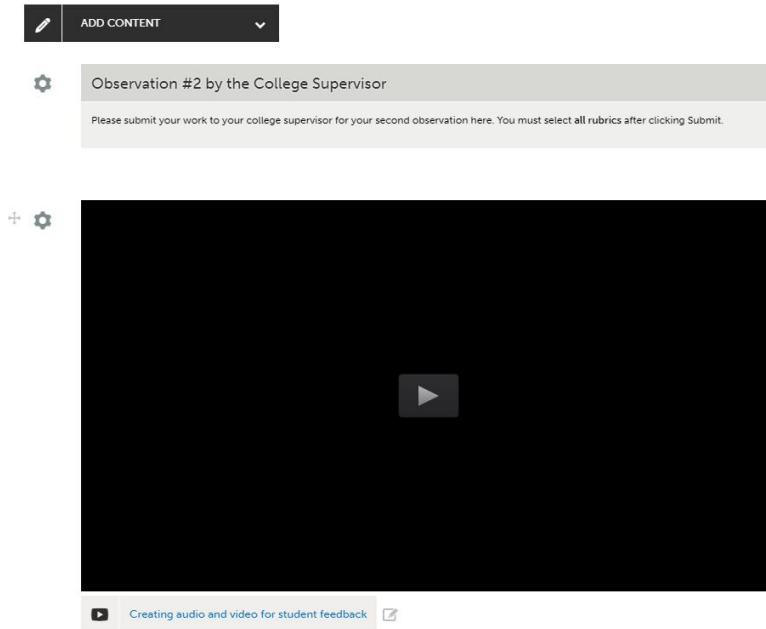 ADD CONTENT
Observation #2 by the College Supervisor
Please submit your work to your college supervisor for your second observation here. You must select all rubrics after clicking Submit.
Creating audio and video for student feedback